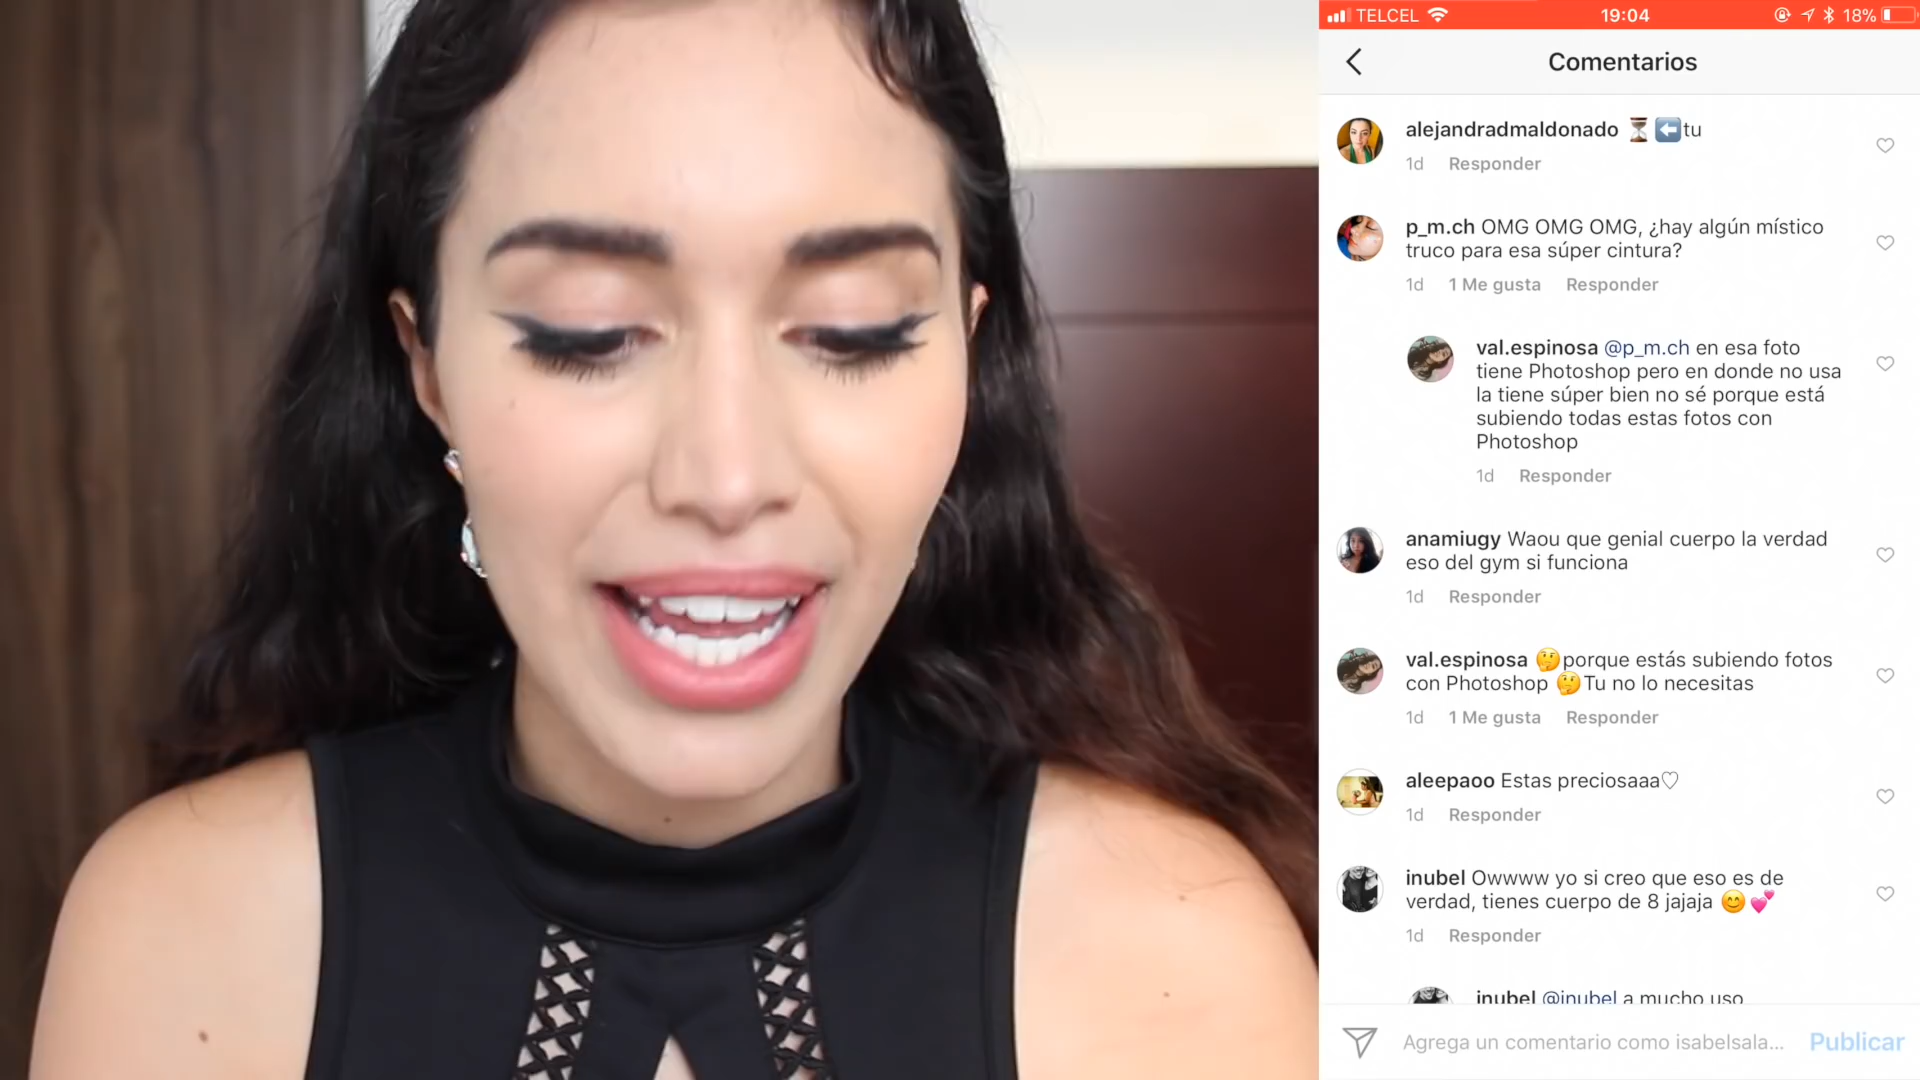 TELCEL 19:04 18%
Comentarios
alejandradmaldonado ⏳⬅️tu
1d Responder
p_m.ch OMG OMG OMG, ¿hay algún místico
truco para esa súper cintura?
1d 1 Me gusta Responder
val.espinosa @p_m.ch en esa foto
tiene Photoshop pero en donde no usa
la tiene súper bien no sé porque está
subiendo todas estas fotos con
Photoshop
1d Responder
anamiugy Waou que genial cuerpo la verdad
eso del gym si funciona
1d Responder
val.espinosa 🤔porque estás subiendo fotos
con Photoshop 🤔Tu no lo necesitas
1d 1 Me gusta Responder
aleepaoo Estas preciosaaa♡
1d Responder
inubel Owwww yo si creo que eso es de
verdad, tienes cuerpo de 8 jajaja 😊💕
1d Responder
inubel @inubel a mucho uso
Agrega un comentario como isabelsala... Publicar